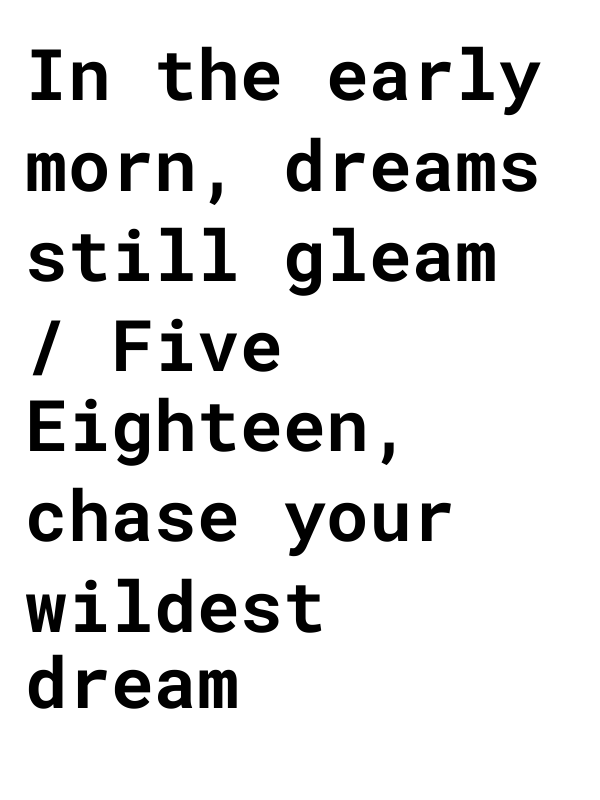 In the early
morn, dreams
still gleam
/ Five
Eighteen,
chase your
wildest
dream